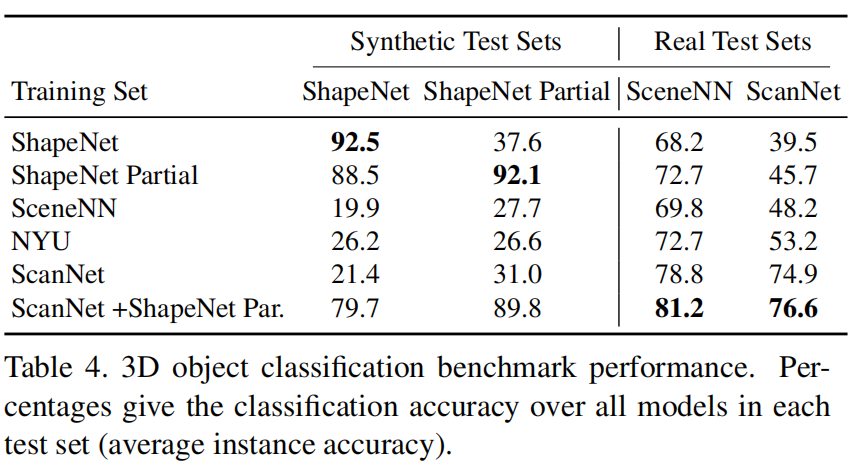 Synthetic Test Sets Real Test Sets
Training Set ShapeNet ShapeNet Partial SceneNN ScanNet
ShapeNet 92.5 37.6 68.2 39.5
ShapeNet Partial 88.5 92.1 72.7 45.7
SceneNN 19.9 27.7 69.8 48.2
NYU 26.2 26.6 72.7 53.2
ScanNet 21.4 31.0 78.8 74.9
ScanNet +ShapeNet Par. 79.7 89.8 81.2 76.6
Table 4. 3D object classification benchmark performance. Per-
centages give the classification accuracy over all models in each
test set (average instance accuracy).